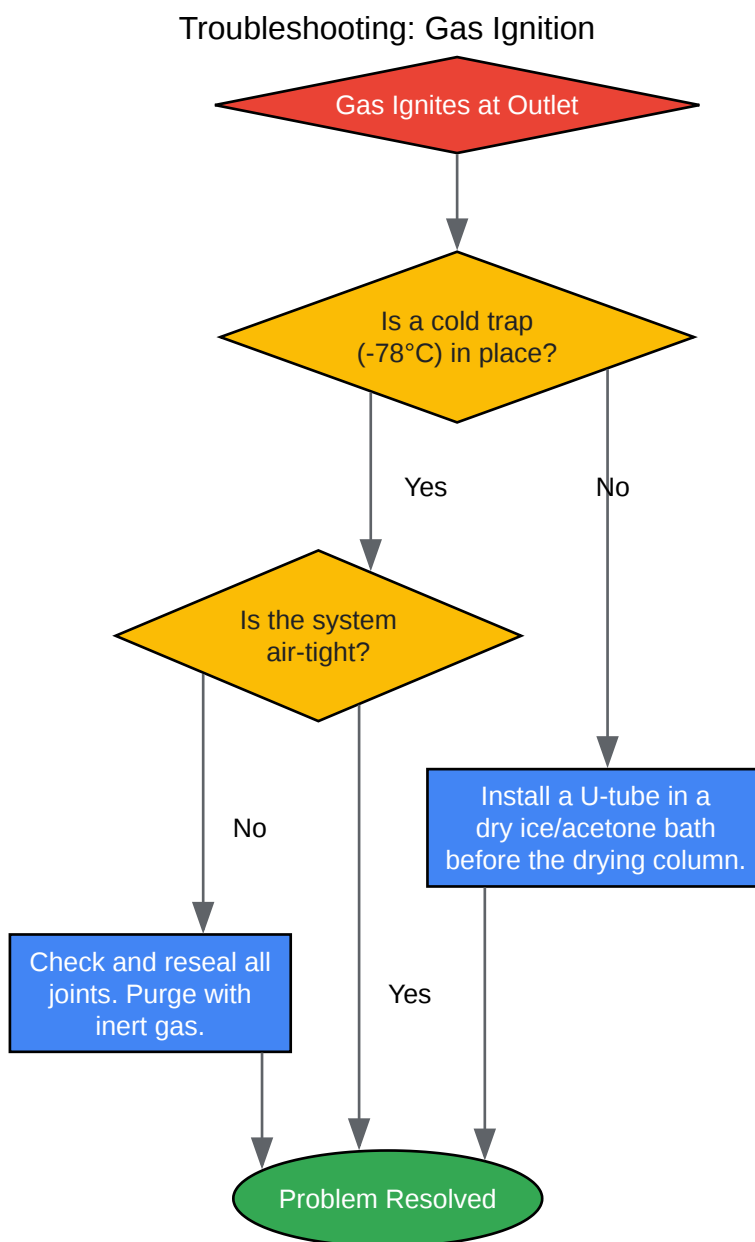 Troubleshooting: Gas Ignition
Gas Ignites at Outlet
Is a cold trap
(-78°C) in place?
Yes
No
Is the system
air-tight?
Install a U-tube in a
dry ice/acetone bath
before the drying column.
No
Check and reseal all
joints. Purge with
inert gas.
Yes
Problem Resolved